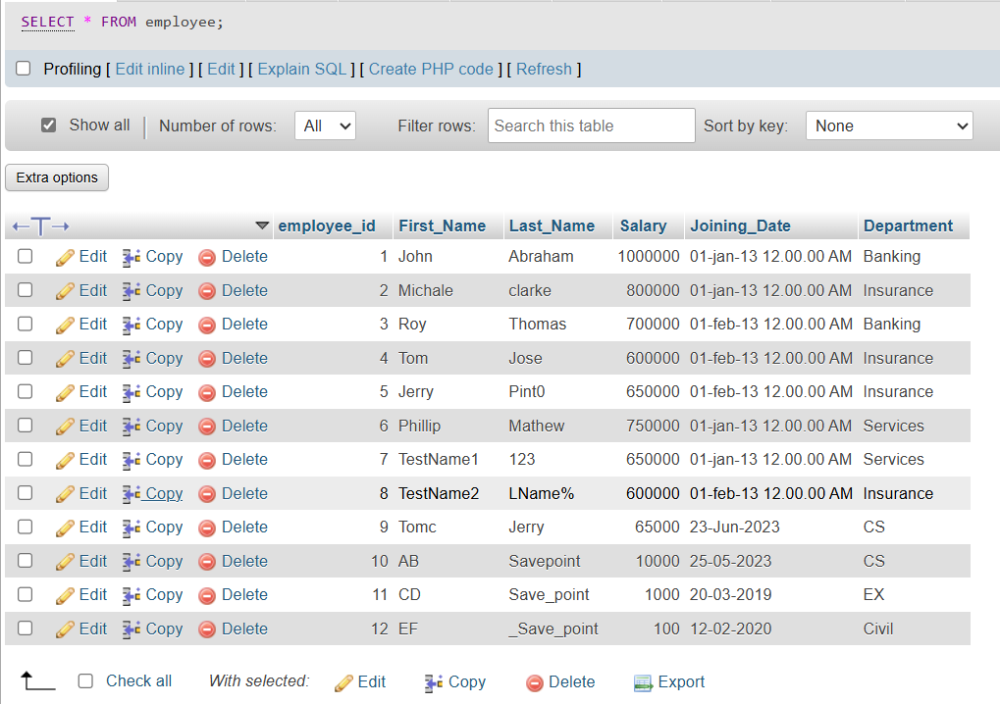 SELECT * FROM employee;
Profiling [ Edit inline ] [ Edit ] [ Explain SQL ] [ Create PHP code ] [ Refresh ]
Show all Number of rows: All Filter rows: Search this table Sort by key: None
Extra options
employee_id First_Name Last_Name Salary Joining_Date Department
Edit Copy Delete 1 John Abraham 1000000 01-jan-13 12.00.00 AM Banking
Edit Copy Delete 2 Michale clarke 800000 01-jan-13 12.00.00 AM Insurance
Edit Copy Delete 3 Roy Thomas 700000 01-feb-13 12.00.00 AM Banking
Edit Copy Delete 4 Tom Jose 600000 01-feb-13 12.00.00 AM Insurance
Edit Copy Delete 5 Jerry Pint0 650000 01-feb-13 12.00.00 AM Insurance
Edit Copy Delete 6 Phillip Mathew 750000 01-jan-13 12.00.00 AM Services
Edit Copy Delete 7 TestName1 123 650000 01-jan-13 12.00.00 AM Services
Edit Copy Delete 8 TestName2 LName% 600000 01-feb-13 12.00.00 AM Insurance
Edit Copy Delete 9 Tomc Jerry 65000 23-Jun-2023 CS
Edit Copy Delete 10 AB Savepoint 10000 25-05-2023 CS
Edit Copy Delete 11 CD Save_point 1000 20-03-2019 EX
Edit Copy Delete 12 EF _Save_point 100 12-02-2020 Civil
Check all With selected: Edit Copy Delete Export